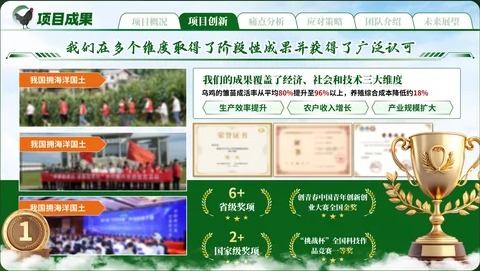 项目成果
项目概况
项目创新
痛点分析
应对策略
团队介绍
未来展望
我们在多个维度取得了阶段性成果并获得了广泛认可
我国拥海洋国土
我国拥海洋国土
我国拥海洋国土
我们的成果覆盖了经济、社会和技术三大维度
乌鸡的雏苗成活率从平均80%提升至96%以上，养殖综合成本降低约18%
生产效率提升
农户收入增长
产业规模扩大
荣誉证书
6+
省级奖项
创青春中国青年创新创
业大赛全国金奖
2+
国家级奖项
“挑战杯”全国科技作
品竞赛一等奖
1